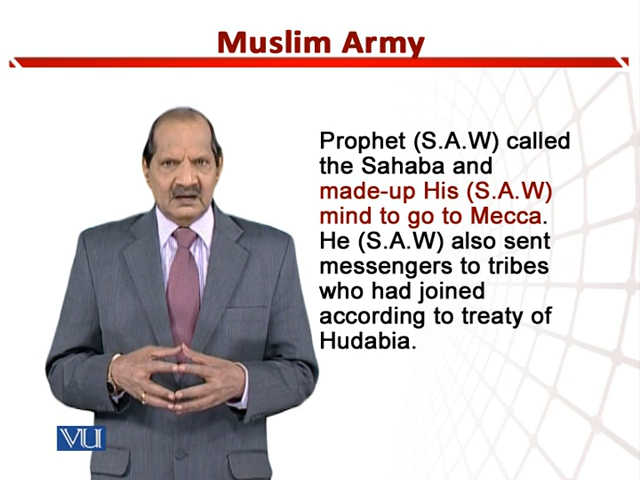 Muslim Army
Prophet (S.A.W) called
the Sahaba and
made-up His (S.A.W)
mind to go to Mecca.
He (S.A.W) also sent
messengers to tribes
who had joined
according to treaty of
Hudabia.
VU